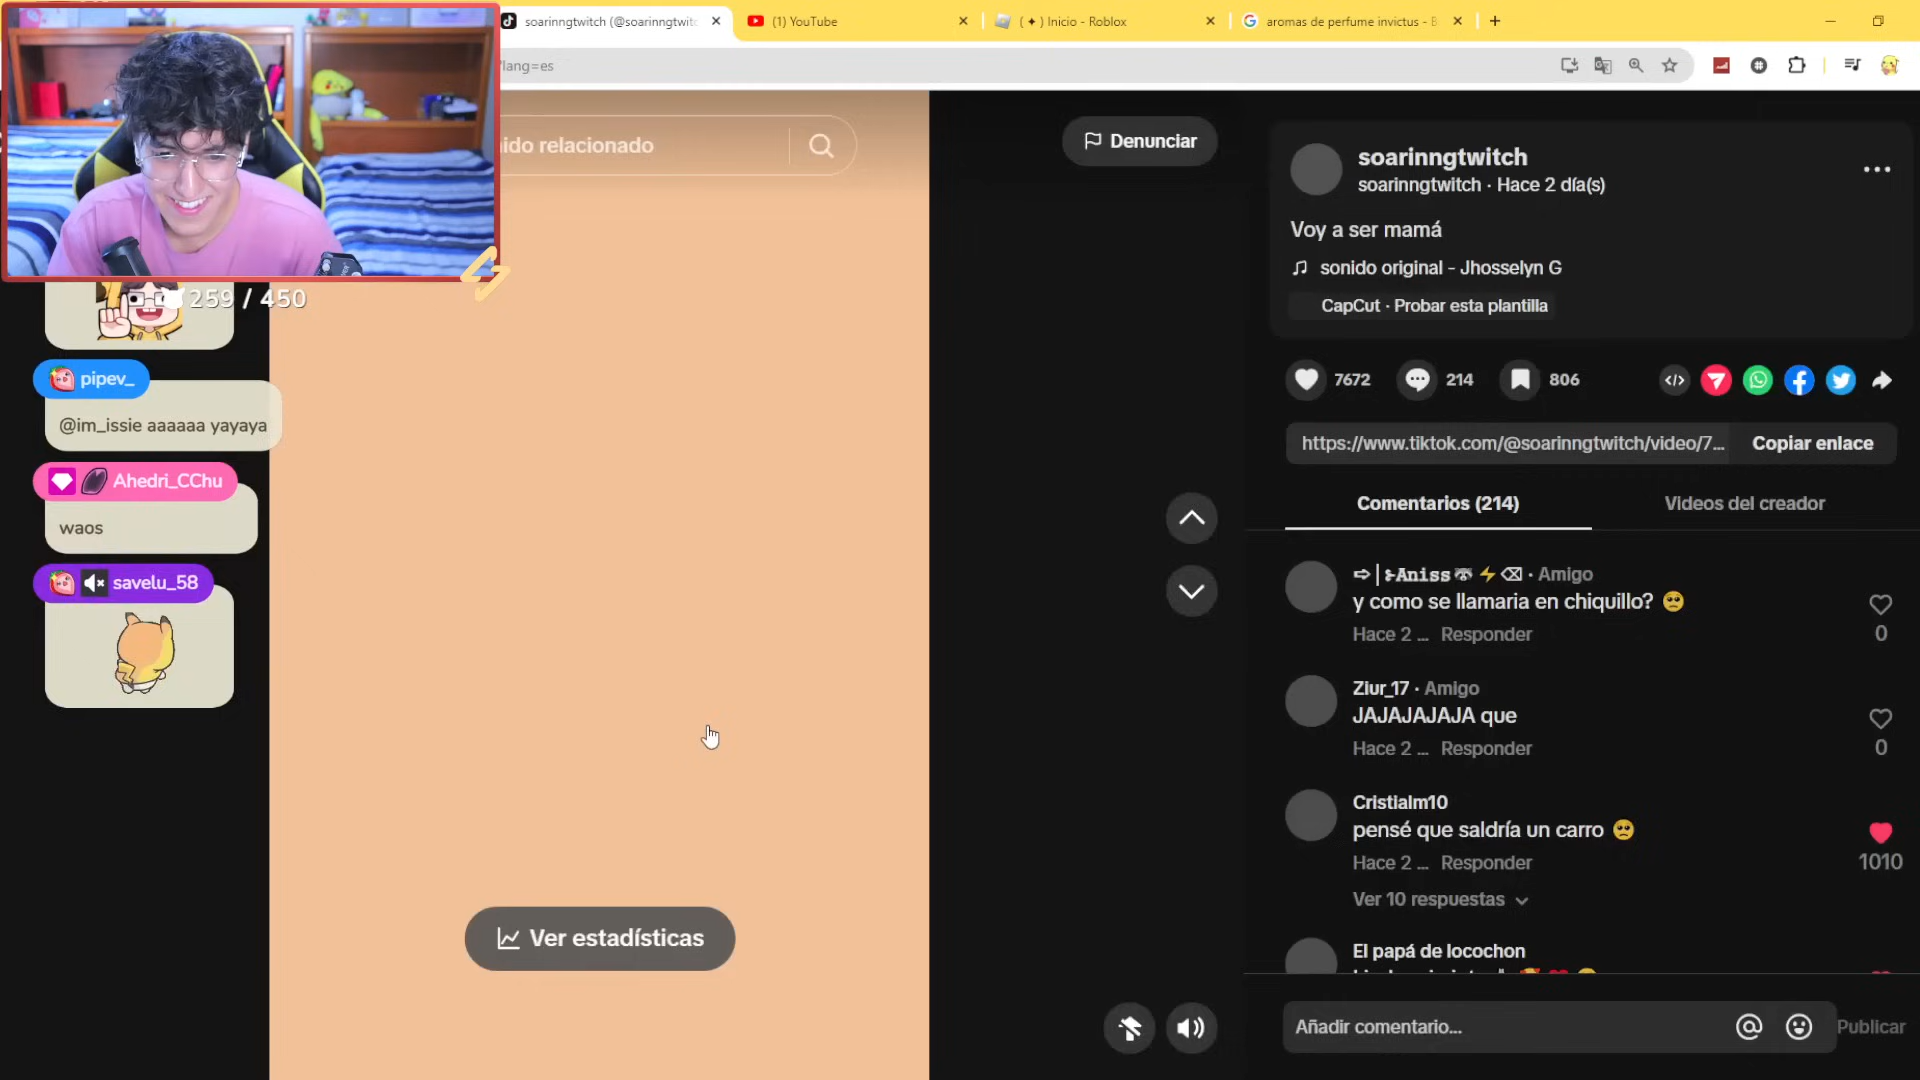 soarinngtwitch (@soarinngtwitc
(1) YouTube
( ✦ ) Inicio - Roblox
aromas de perfume invictus - B
?lang=es
ido relacionado
Denunciar
soarinngtwitch
soarinngtwitch · Hace 2 día(s)
Voy a ser mamá
sonido original - Jhosselyn G
CapCut · Probar esta plantilla
7672
214
806
https://www.tiktok.com/@soarinngtwitch/video/7...
Copiar enlace
Comentarios (214)
Videos del creador
259 / 450
pipev_
@im_issie aaaaaa yayaya
Ahedri_CChu
waos
savelu_58
➪│⊱Aniss🦝⚡⌫ · Amigo
y como se llamaria en chiquillo? 🥺
Hace 2 ... Responder
0
Ziur_17 · Amigo
JAJAJAJAJA que
Hace 2 ... Responder
0
Cristialm10
pensé que saldría un carro 🥺
Hace 2 ... Responder
1010
Ver 10 respuestas
El papá de locochon
Ver estadísticas
Añadir comentario...
Publicar